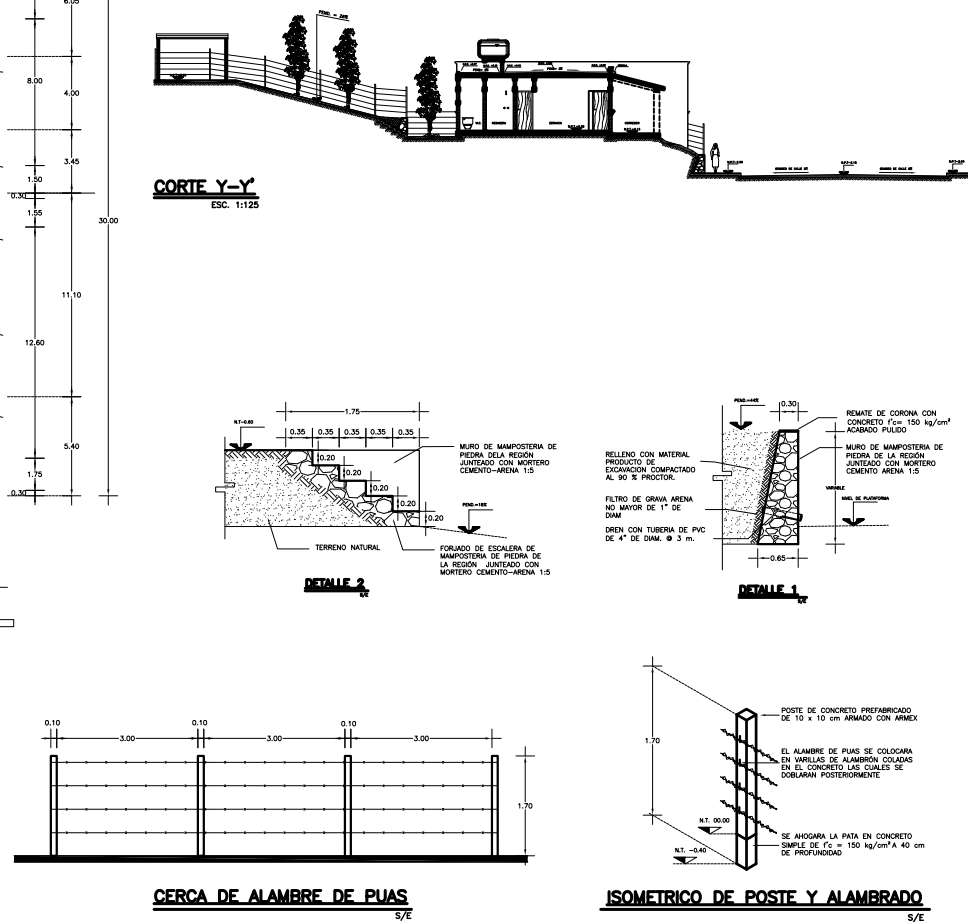 6.05
8.00
4.00
3.45
1.50
0.30
1.55
30.00
11.10
12.60
5.40
1.75
0.30
PEND. = 24%
CORTE Y-Y'
ESC. 1:125
1.75
0.35 0.35 0.35 0.35 0.35
N.T-0.60
0.20
0.20
0.20
0.20
MURO DE MAMPOSTERIA DE
PIEDRA DELA REGIÓN
JUNTEADO CON MORTERO
CEMENTO-ARENA 1:5
PEND.=18%
TERRENO NATURAL
FORJADO DE ESCALERA DE
MAMPOSTERIA DE PIEDRA DE
LA REGIÓN JUNTEADO CON
MORTERO CEMENTO-ARENA 1:5
DETALLE 2
S/E
PEND.=44%
0.30
REMATE DE CORONA CON
CONCRETO f'c= 150 kg/cm²
ACABADO PULIDO
MURO DE MAMPOSTERIA DE
PIEDRA DE LA REGIÓN
JUNTEADO CON MORTERO
CEMENTO ARENA 1:5
RELLENO CON MATERIAL
PRODUCTO DE
EXCAVACION COMPACTADO
AL 90 % PROCTOR.
VARIABLE
NIVEL DE PLATAFORMA
FILTRO DE GRAVA ARENA
NO MAYOR DE 1" DE
DIAM
DREN CON TUBERIA DE PVC
DE 4" DE DIAM. @ 3 m.
0.65
DETALLE 1
S/E
0.10 0.10 0.10
3.00 3.00 3.00
1.70
CERCA DE ALAMBRE DE PUAS
S/E
1.70
POSTE DE CONCRETO PREFABRICADO
DE 10 x 10 cm ARMADO CON ARMEX
EL ALAMBRE DE PUAS SE COLOCARA
EN VARILLAS DE ALAMBRÓN COLADAS
EN EL CONCRETO LAS CUALES SE
DOBLARAN POSTERIORMENTE
N.T. 00.00
N.T. -0.40
SE AHOGARA LA PATA EN CONCRETO
SIMPLE DE f'c = 150 kg/cm² A 40 cm
DE PROFUNDIDAD
ISOMETRICO DE POSTE Y ALAMBRADO
S/E